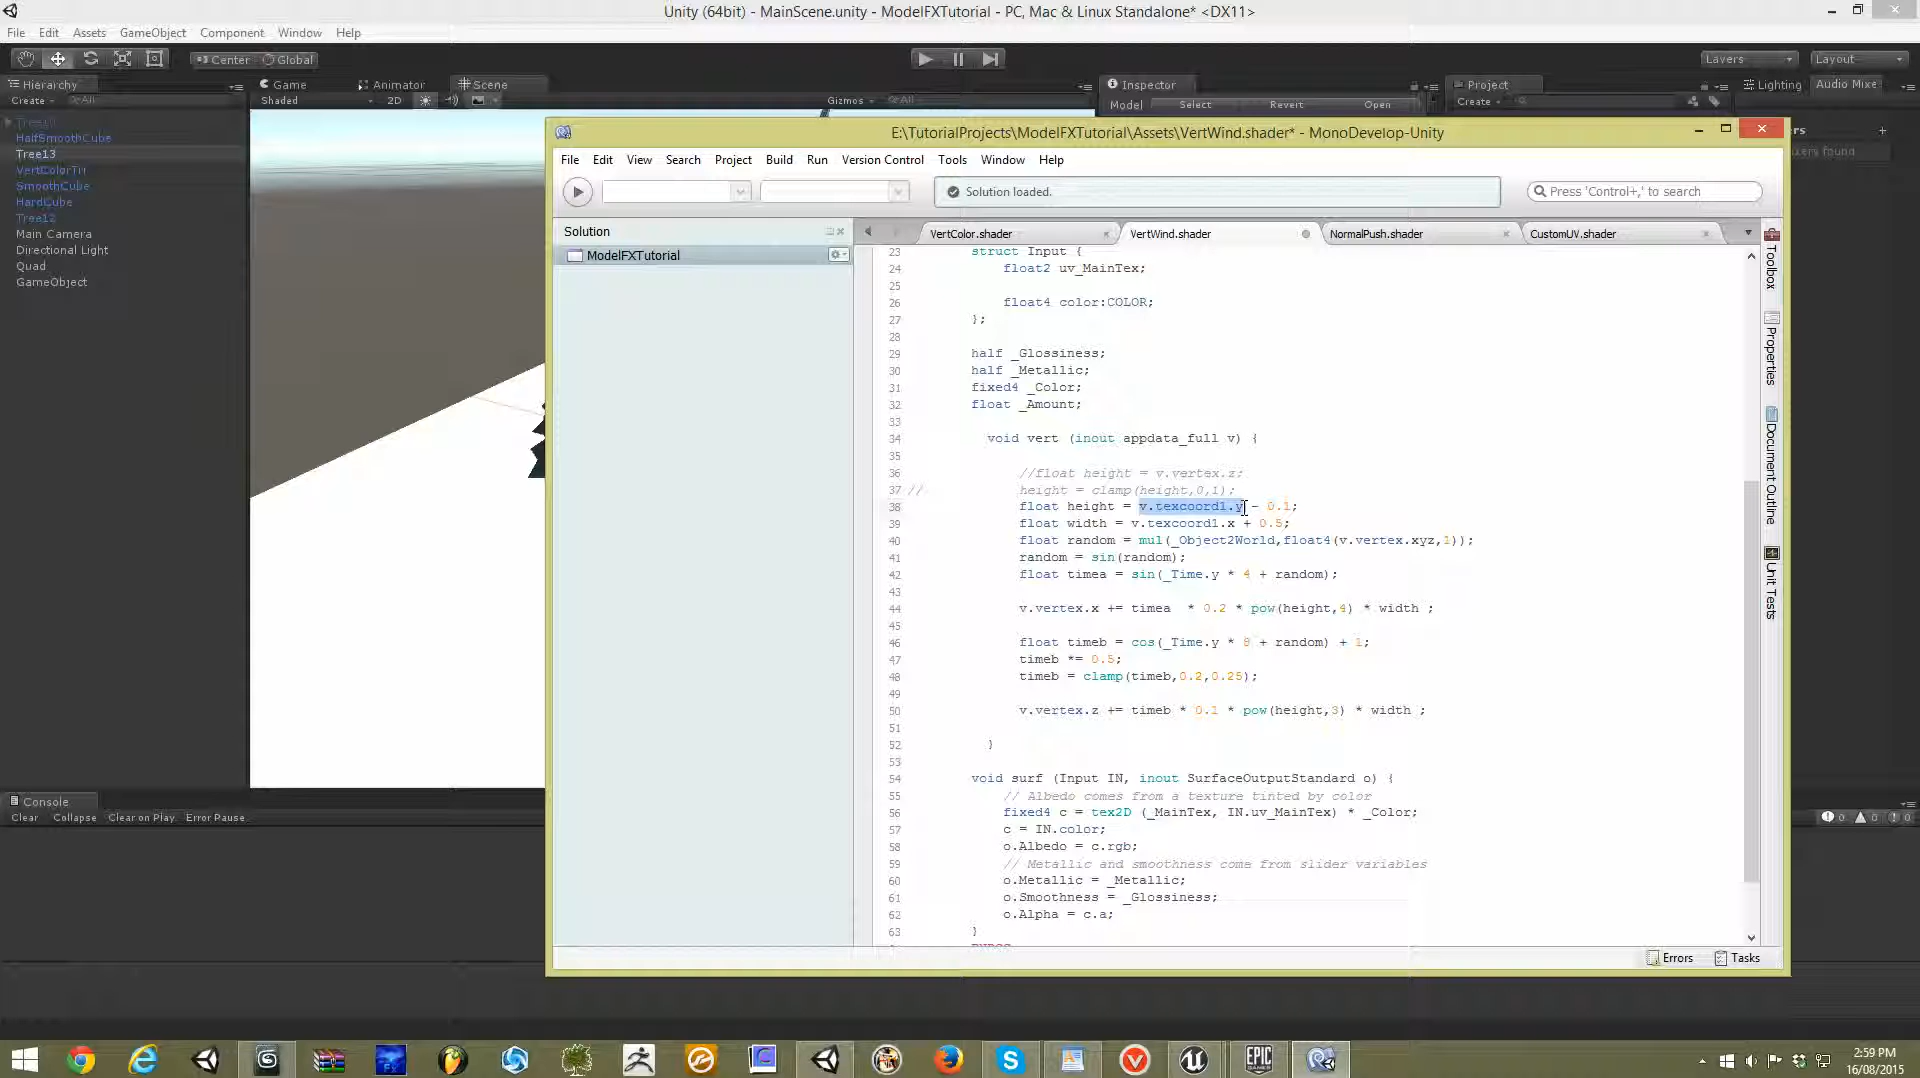 Unity (64bit) - MainScene.unity - ModelFXTutorial - PC, Mac & Linux Standalone* <DX11>
File Edit Assets GameObject Component Window Help
Center Global
Layers Layout
Hierarchy Game Animator Scene Inspector Project Lighting Audio Mixe
Create All Shaded 2D Gizmos All Model Select Revert Open Create
HalfSmoothCube
Tree13
VertColorTri
SmoothCube
HardCube
Tree12
Main Camera
Directional Light
Quad
GameObject
E:\TutorialProjects\ModelFXTutorial\Assets\VertWind.shader* - MonoDevelop-Unity
File Edit View Search Project Build Run Version Control Tools Window Help
Solution loaded.
Press 'Control+,' to search
Solution
ModelFXTutorial
VertColor.shader VertWind.shader NormalPush.shader CustomUV.shader
23 struct Input {
24 float2 uv_MainTex;
25
26 float4 color:COLOR;
27 };
28
29 half _Glossiness;
30 half _Metallic;
31 fixed4 _Color;
32 float _Amount;
33
34 void vert (inout appdata_full v) {
35
36 //float height = v.vertex.z;
37 // height = clamp(height,0,1);
38 float height = v.texcoord1.y - 0.1;
39 float width = v.texcoord1.x + 0.5;
40 float random = mul(_Object2World,float4(v.vertex.xyz,1));
41 random = sin(random);
42 float timea = sin(_Time.y * 4 + random);
43
44 v.vertex.x += timea * 0.2 * pow(height,4) * width ;
45
46 float timeb = cos(_Time.y * 8 + random) + 1;
47 timeb *= 0.5;
48 timeb = clamp(timeb,0.2,0.25);
49
50 v.vertex.z += timeb * 0.1 * pow(height,3) * width ;
51
52 }
53
54 void surf (Input IN, inout SurfaceOutputStandard o) {
55 // Albedo comes from a texture tinted by color
56 fixed4 c = tex2D (_MainTex, IN.uv_MainTex) * _Color;
57 c = IN.color;
58 o.Albedo = c.rgb;
59 // Metallic and smoothness come from slider variables
60 o.Metallic = _Metallic;
61 o.Smoothness = _Glossiness;
62 o.Alpha = c.a;
63 }
Toolbox
Properties
Document Outline
Unit Tests
Errors Tasks
Console
Clear Collapse Clear on Play Error Pause
0 0 0
2:59 PM
16/08/2015